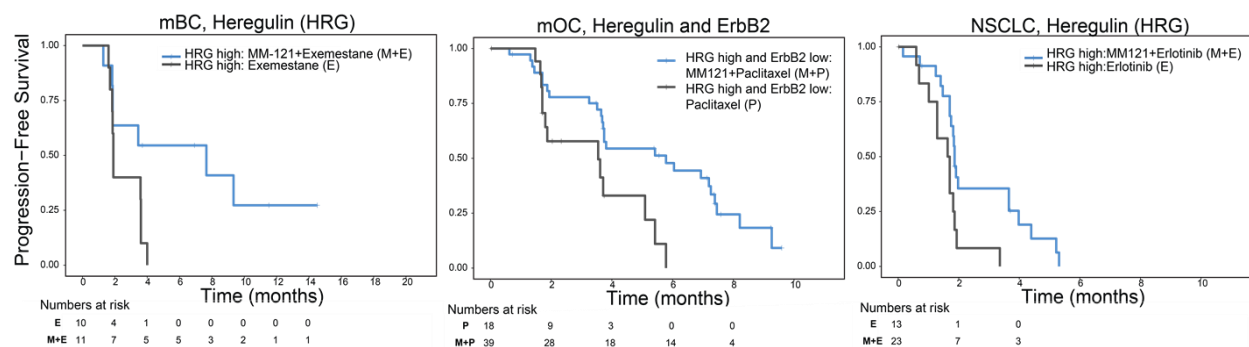 mBC, Heregulin (HRG)
Progression-Free Survival
1.00
0.75
0.50
0.25
0.00
HRG high: MM-121+Exemestane (M+E)
HRG high: Exemestane (E)
0 2 4 6 8 10 12 14 16 18 20
Time (months)
Numbers at risk
E 10 4 1 0 0 0 0 0
M+E 11 7 5 5 3 2 1 1
mOC, Heregulin and ErbB2
1.00
0.75
0.50
0.25
0.00
HRG high and ErbB2 low:
MM121+Paclitaxel (M+P)
HRG high and ErbB2 low:
Paclitaxel (P)
0 2 4 6 8 10
Time (months)
Numbers at risk
P 18 9 3 0 0
M+P 39 28 18 14 4
NSCLC, Heregulin (HRG)
1.00
0.75
0.50
0.25
0.00
HRG high:MM121+Erlotinib (M+E)
HRG high:Erlotinib (E)
0 2 4 6 8 10
Time (months)
Numbers at risk
E 13 1 0
M+E 23 7 3